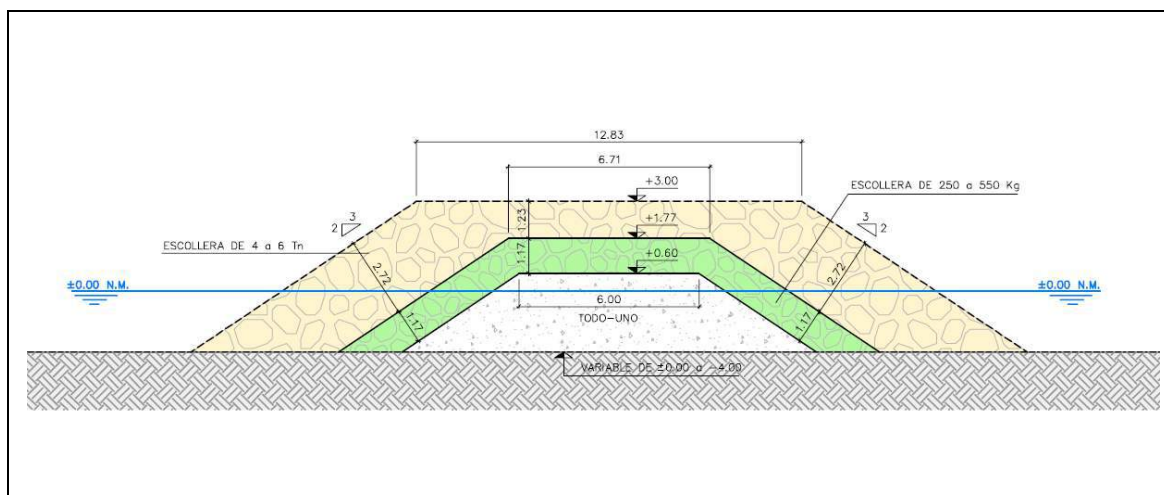 12.83
6.71
+3.00
ESCOLLERA DE 250 a 550 Kg
3
2
3
2
1.23
+1.77
ESCOLLERA DE 4 a 6 Tn
1.17
+0.60
2.72
2.72
±0.00 N.M.
±0.00 N.M.
6.00
TODO-UNO
1.17
1.17
VARIABLE DE ±0.00 a -4.00